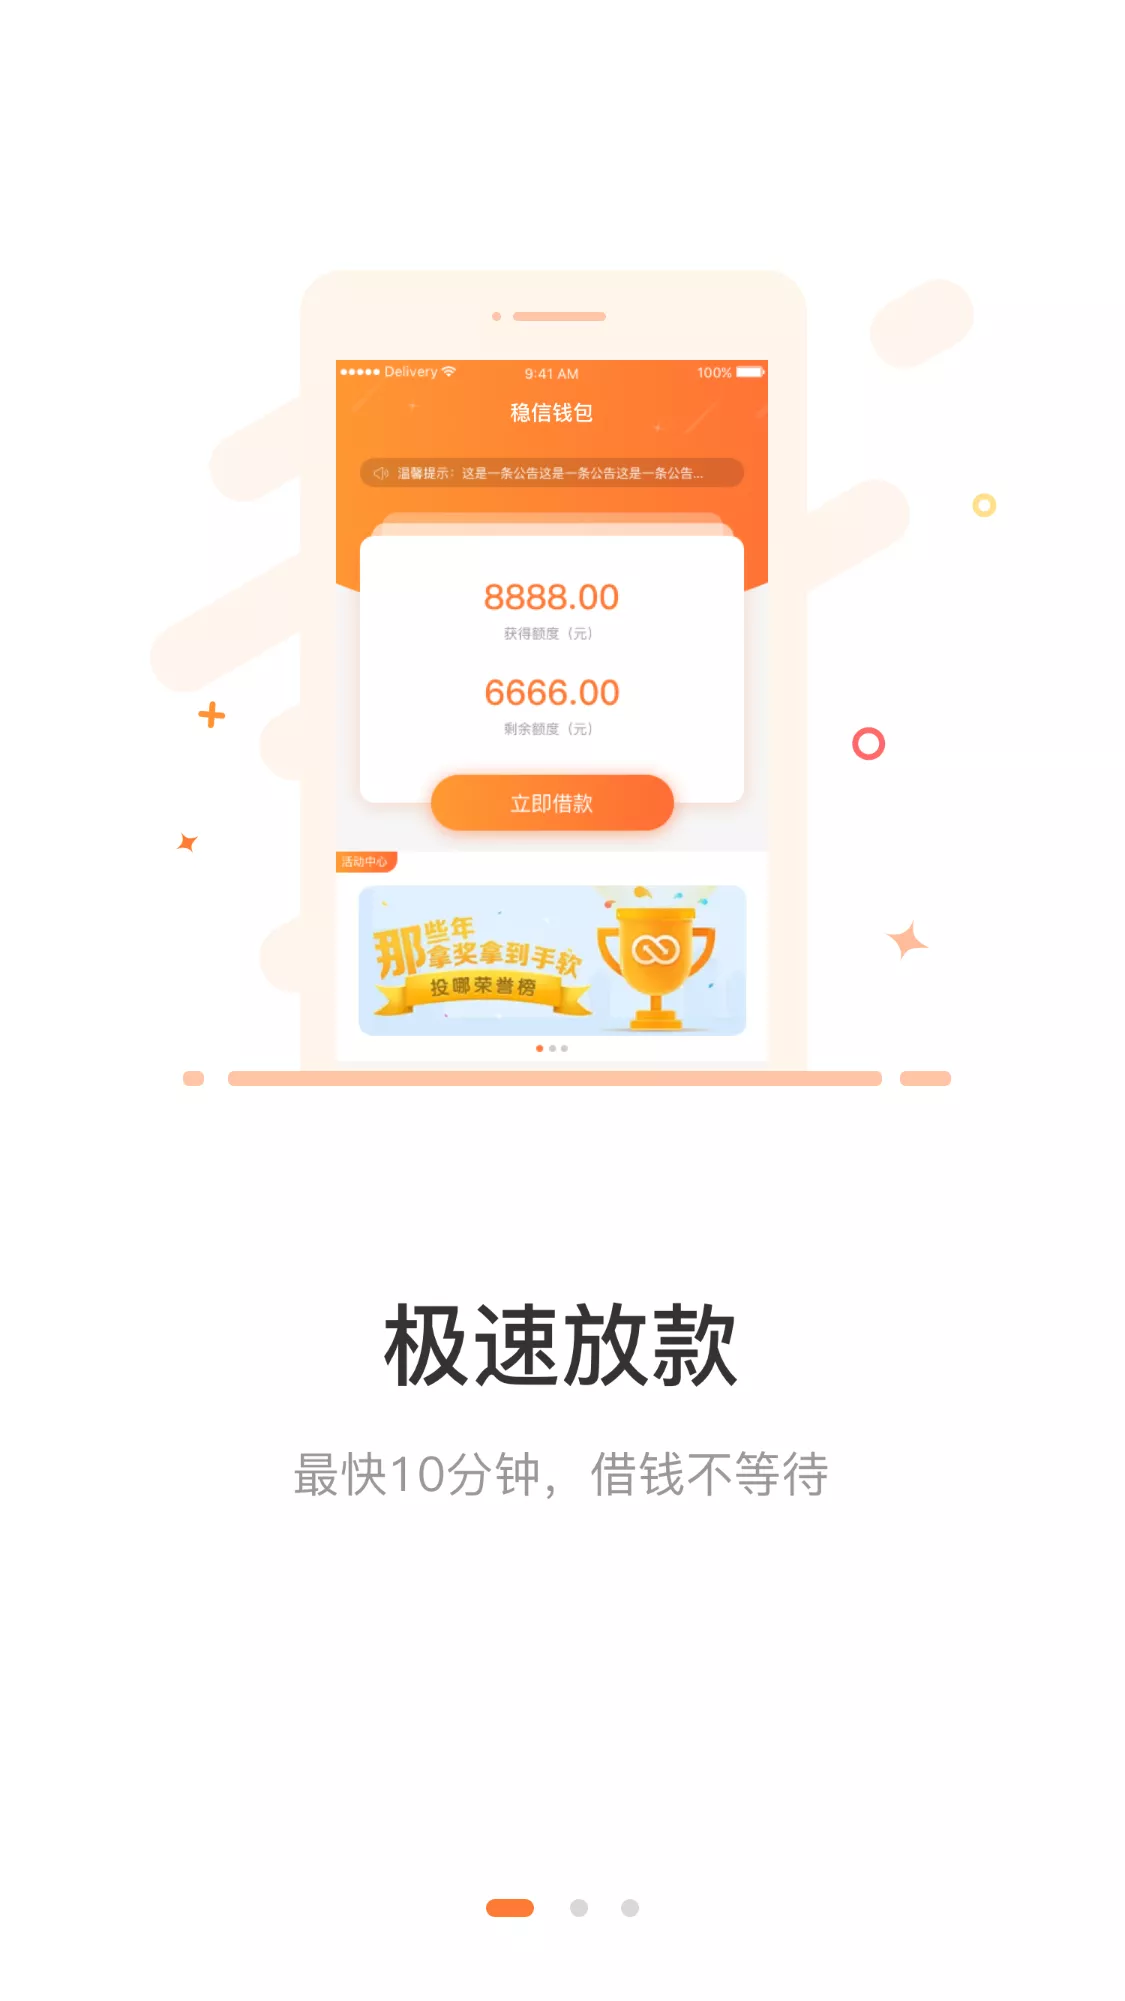 Delivery 9:41 AM 100%
稳信钱包
温馨提示：这是一条公告这是一条公告这是一条公告...
8888.00
获得额度（元）
6666.00
剩余额度（元）
立即借款
活动中心
那些年
拿奖拿到手软
投哪荣誉榜
极速放款
最快10分钟，借钱不等待